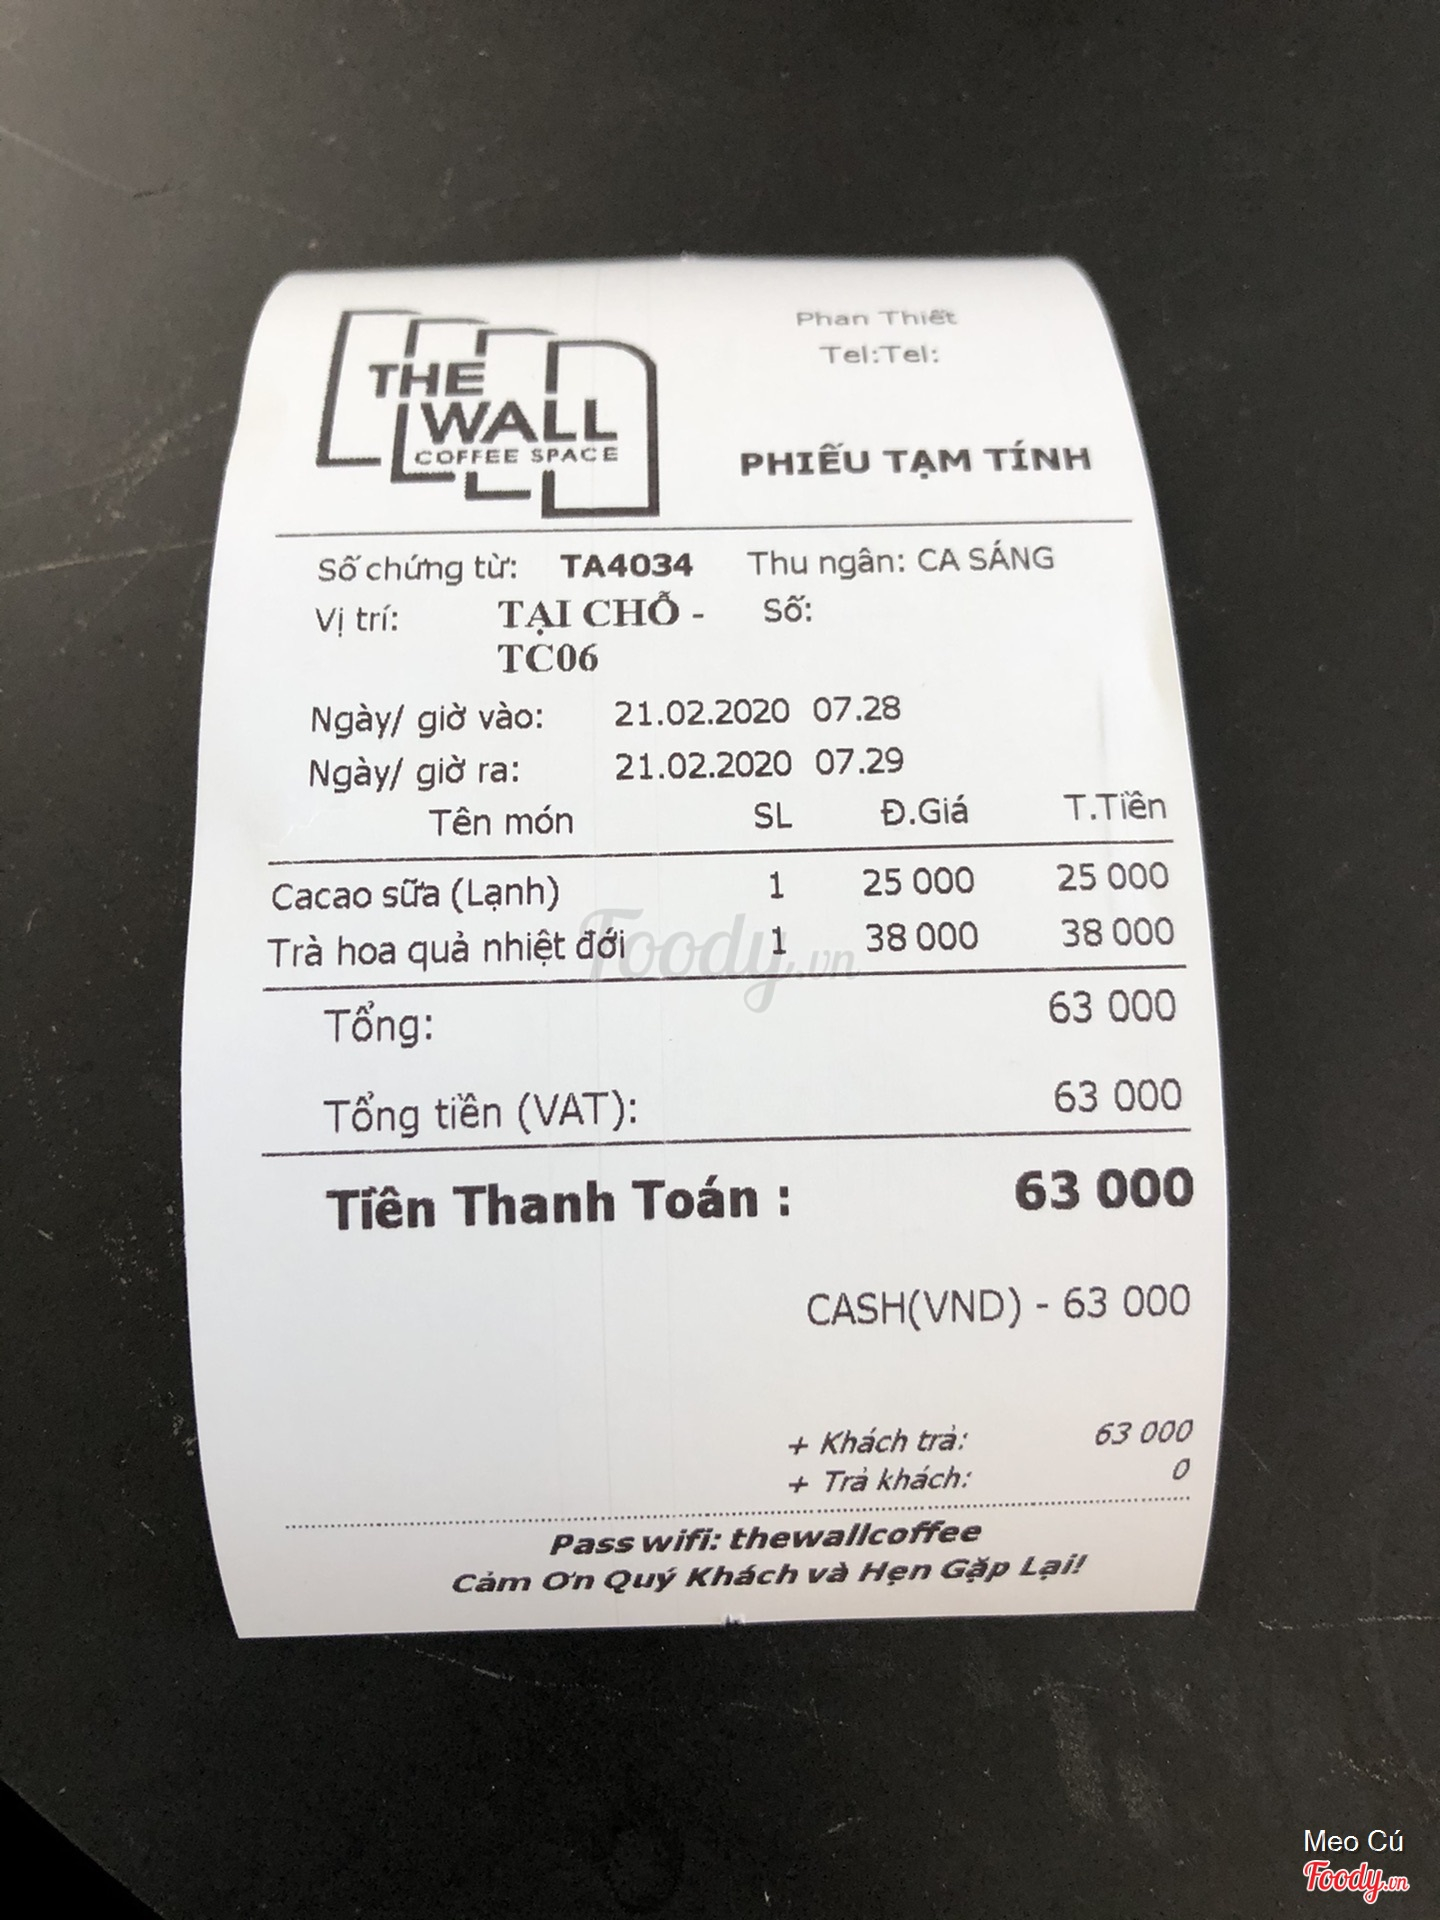 THE
WALL
COFFEE SPACE
Phan Thiết
Tel:Tel:
PHIẾU TẠM TÍNH
Số chứng từ: TA4034 Thu ngân: CA SÁNG
Vị trí: TẠI CHỖ - Số:
TC06
Ngày/ giờ vào: 21.02.2020 07.28
Ngày/ giờ ra: 21.02.2020 07.29
Tên món SL Đ.Giá T.Tiền
Cacao sữa (Lạnh) 1 25 000 25 000
Trà hoa quả nhiệt đới 1 38 000 38 000
Foody.vn
Tổng: 63 000
Tổng tiền (VAT): 63 000
Tiền Thanh Toán : 63 000
CASH(VND) - 63 000
+ Khách trả: 63 000
+ Trả khách: 0
Pass wifi: thewallcoffee
Cảm Ơn Quý Khách và Hẹn Gặp Lại!
Meo Cú
Foody.vn